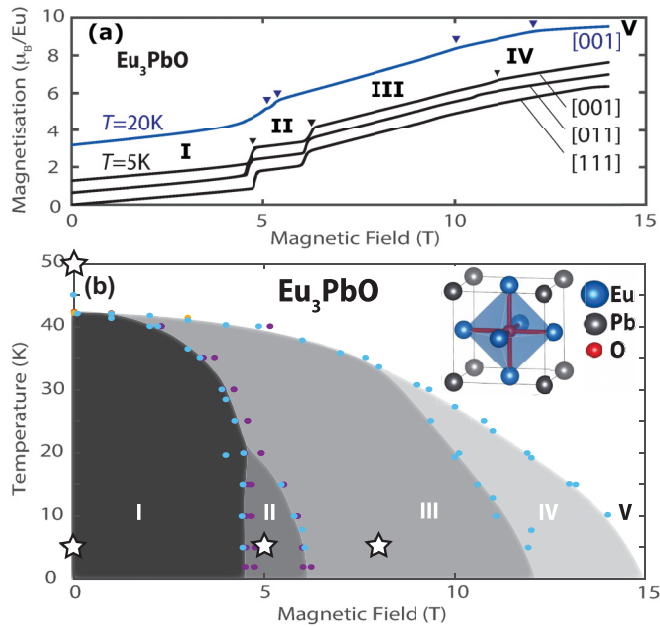 (a)
Eu₃PbO
Magnetisation (μB/Eu)
10
8
6
4
2
0
T=20K
T=5K
I
II
III
IV
V
[001]
[001]
[011]
[111]
0
5
10
15
Magnetic Field (T)
(b)
Eu₃PbO
Eu
Pb
O
Temperature (K)
50
40
30
20
10
0
I
II
III
IV
V
0
5
10
15
Magnetic Field (T)